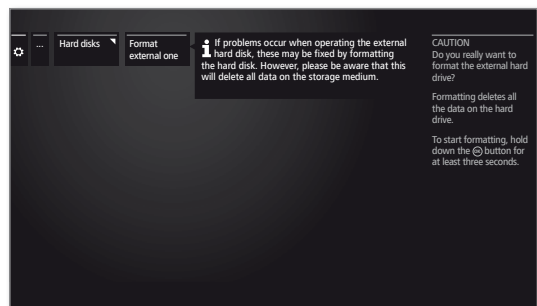 ...
Hard disks
Format
external one
If problems occur when operating the external
hard disk, these may be fixed by formatting
the hard disk. However, please be aware that this
will delete all data on the storage medium.
CAUTION
Do you really want to
format the external hard
drive?
Formatting deletes all
the data on the hard
drive.
To start formatting, hold
down the OK button for
at least three seconds.